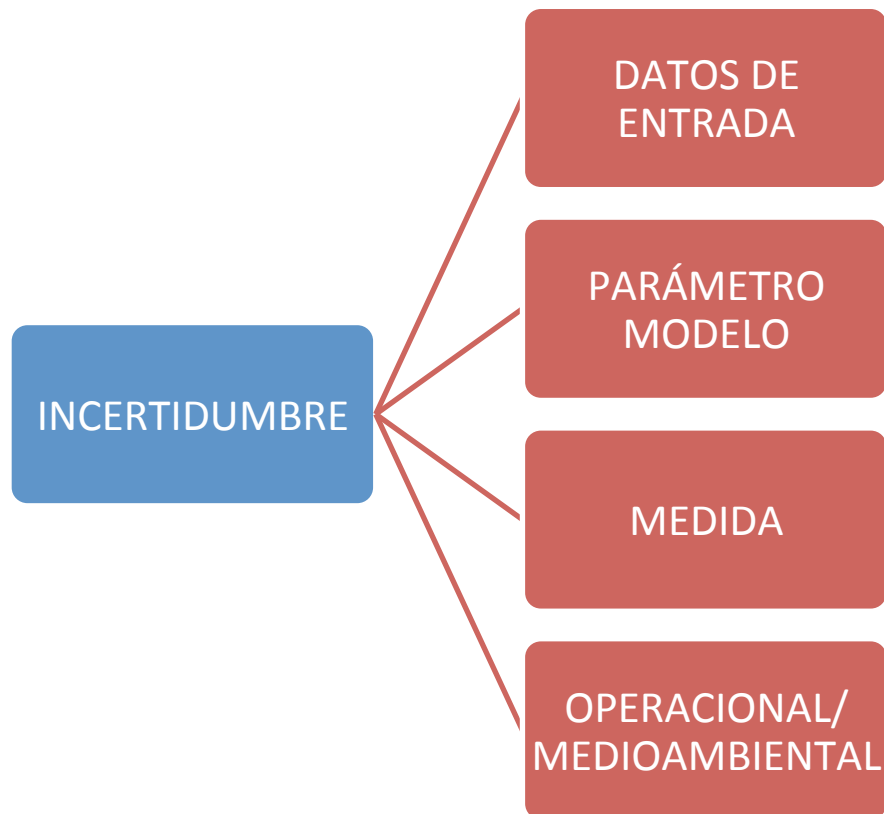 DATOS DE
ENTRADA
PARÁMETRO
MODELO
INCERTIDUMBRE
MEDIDA
OPERACIONAL/
MEDIOAMBIENTAL